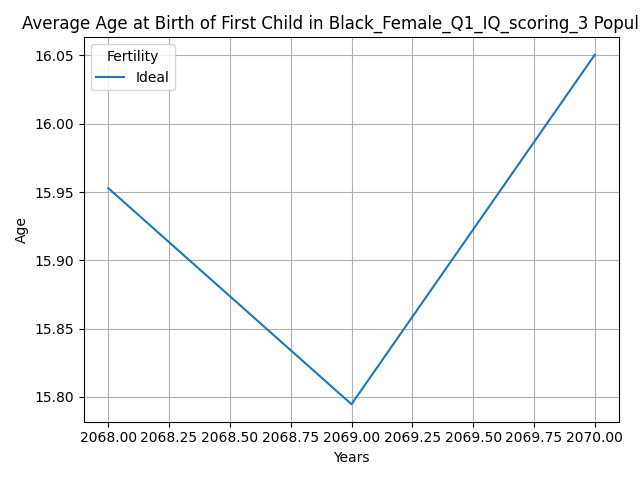 Average Age at Birth of First Child in Black_Female_Q1_IQ_scoring_3 Popul
Fertility
Ideal
16.05
16.00
15.95
15.90
15.85
15.80
Age
2068.00 2068.25 2068.50 2068.75 2069.00 2069.25 2069.50 2069.75 2070.00
Years